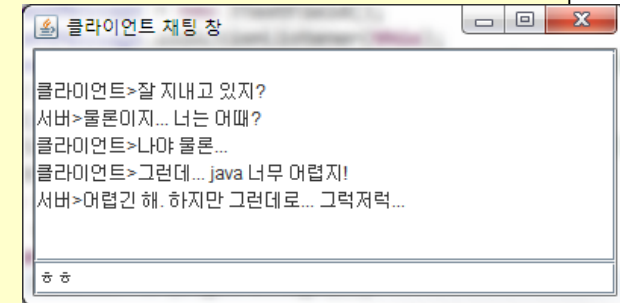 클라이언트 채팅 창
클라이언트>잘 지내고 있지?
서버>물론이지... 너는 어때?
클라이언트>나야 물론...
클라이언트>그런데... java 너무 어렵지!
서버>어렵긴 해. 하지만 그런데로... 그럭저럭...
ㅎㅎ